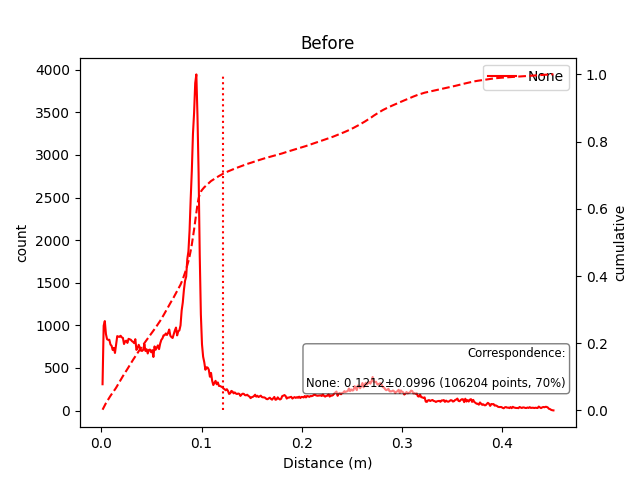 Before
None
4000
3500
3000
2500
2000
1500
1000
500
0
count
1.0
0.8
0.6
0.4
0.2
0.0
cumulative
Correspondence:
None: 0.1212±0.0996 (106204 points, 70%)
0.0
0.1
0.2
0.3
0.4
Distance (m)